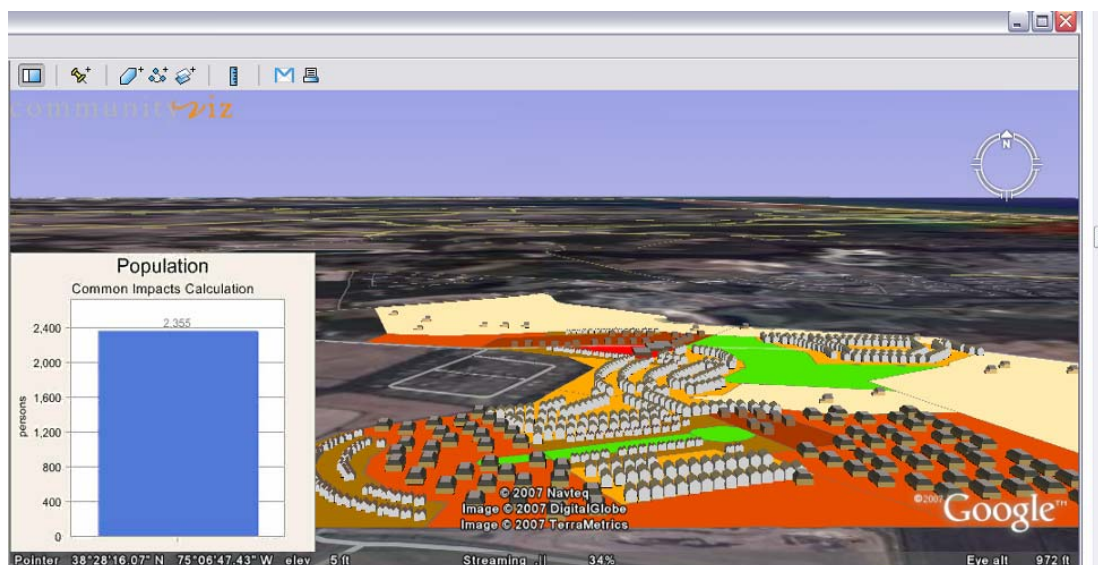 communityviz
N
Population
Common Impacts Calculation
2,355
2,400
2,000
1,600
1,200
800
400
0
persons
© 2007 Navteq
Image © 2007 DigitalGlobe
Image © 2007 TerraMetrics
©2007 Google™
Pointer 38°28'16.07" N 75°06'47.43" W elev 5 ft Streaming || 34% Eye alt 972 ft